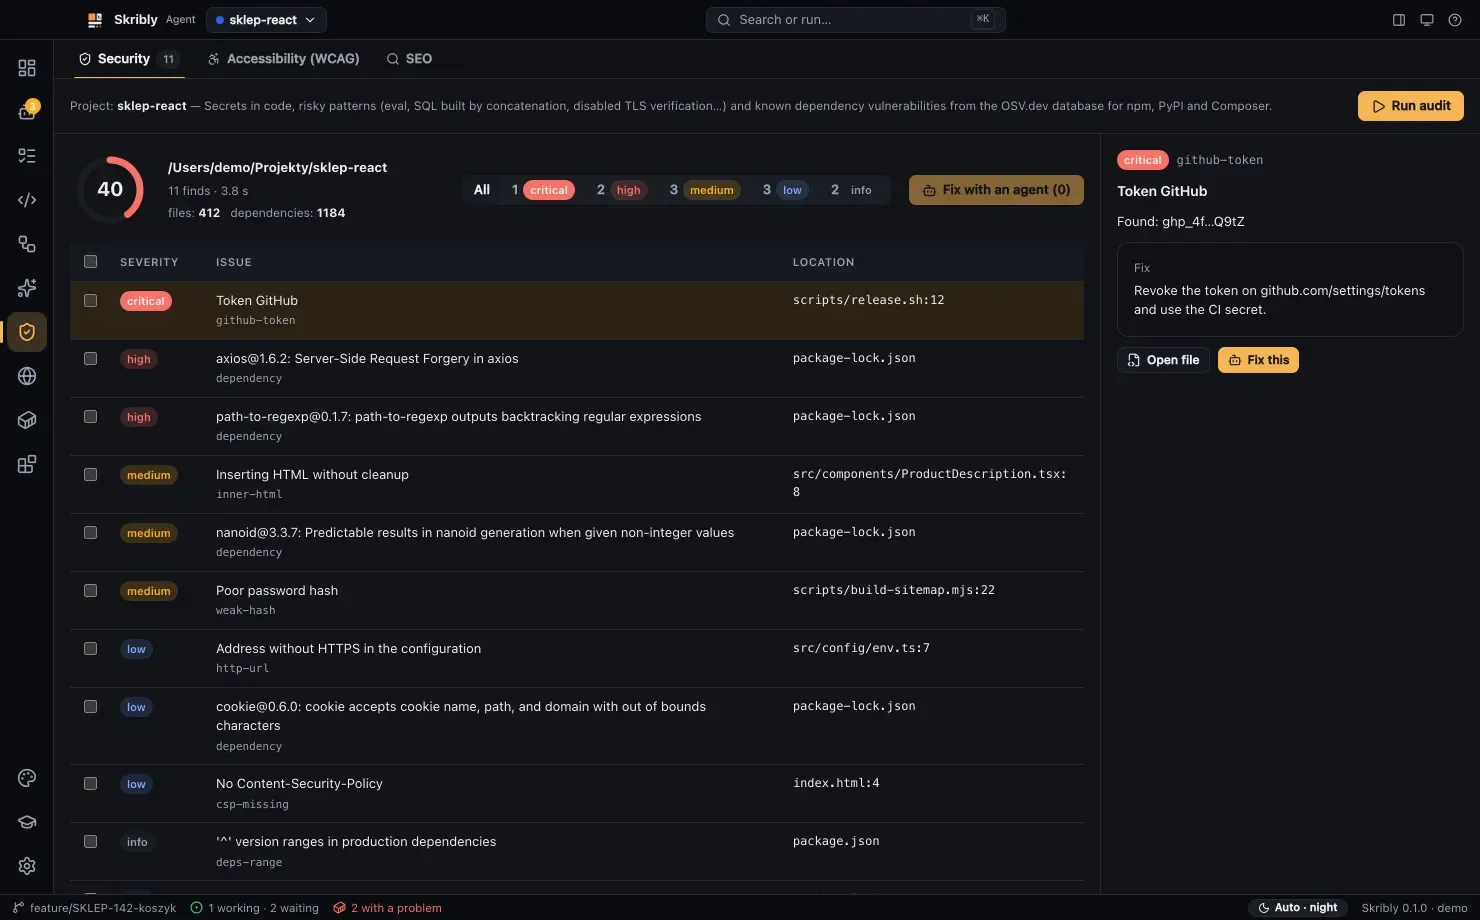 Skribly Agent sklep-react Search or run... ⌘K
Security 11 Accessibility (WCAG) SEO
3
Project: sklep-react — Secrets in code, risky patterns (eval, SQL built by concatenation, disabled TLS verification...) and known dependency vulnerabilities from the OSV.dev database for npm, PyPI and Composer.
Run audit
40
/Users/demo/Projekty/sklep-react
11 finds · 3.8 s
files: 412 dependencies: 1184
All 1 critical 2 high 3 medium 3 low 2 info
Fix with an agent (0)
SEVERITY ISSUE LOCATION
critical Token GitHub scripts/release.sh:12
github-token
high axios@1.6.2: Server-Side Request Forgery in axios package-lock.json
dependency
high path-to-regexp@0.1.7: path-to-regexp outputs backtracking regular expressions package-lock.json
dependency
medium Inserting HTML without cleanup src/components/ProductDescription.tsx:
8
inner-html
medium nanoid@3.3.7: Predictable results in nanoid generation when given non-integer values package-lock.json
dependency
medium Poor password hash scripts/build-sitemap.mjs:22
weak-hash
low Address without HTTPS in the configuration src/config/env.ts:7
http-url
low cookie@0.6.0: cookie accepts cookie name, path, and domain with out of bounds package-lock.json
characters
dependency
low No Content-Security-Policy index.html:4
csp-missing
info '^' version ranges in production dependencies package.json
deps-range
critical github-token
Token GitHub
Found: ghp_4f...Q9tZ
Fix
Revoke the token on github.com/settings/tokens
and use the CI secret.
Open file Fix this
feature/SKLEP-142-koszyk 1 working · 2 waiting 2 with a problem Auto · night Skribly 0.1.0 · demo